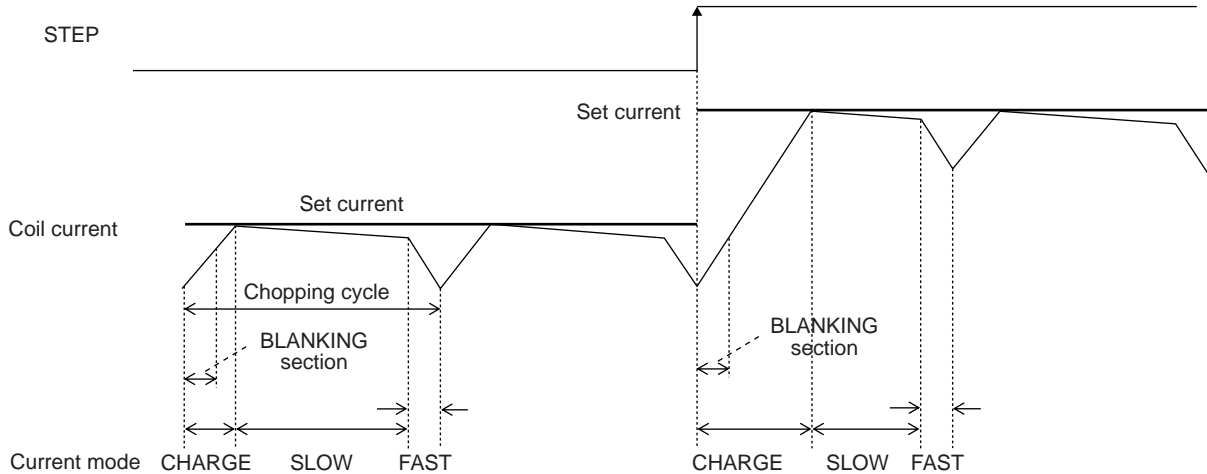 STEP
Set current
Set current
Coil current
Chopping cycle
BLANKING
section
BLANKING
section
Current mode CHARGE SLOW FAST CHARGE SLOW FAST